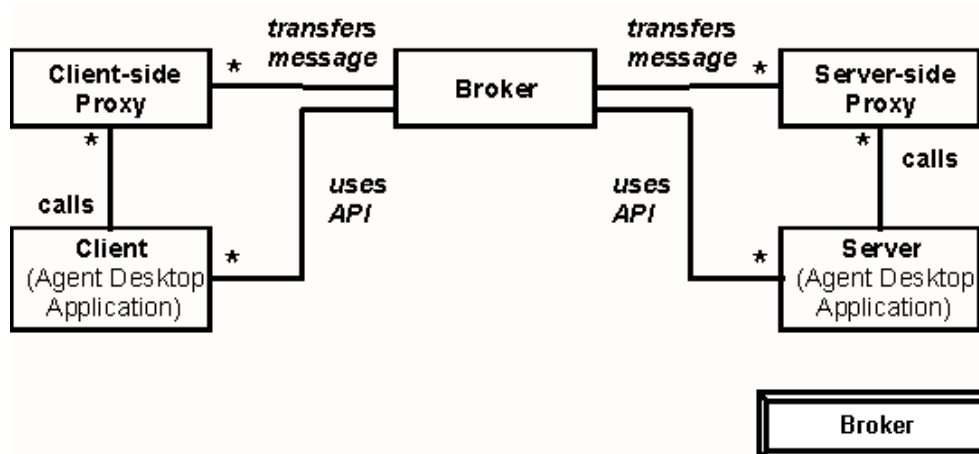 transfers
message
transfers
message
Client-side
Proxy
*
Broker
*
Server-side
Proxy
*
*
calls
calls
uses
API
uses
API
Client
(Agent Desktop
Application)
*
*
Server
(Agent Desktop
Application)
Broker